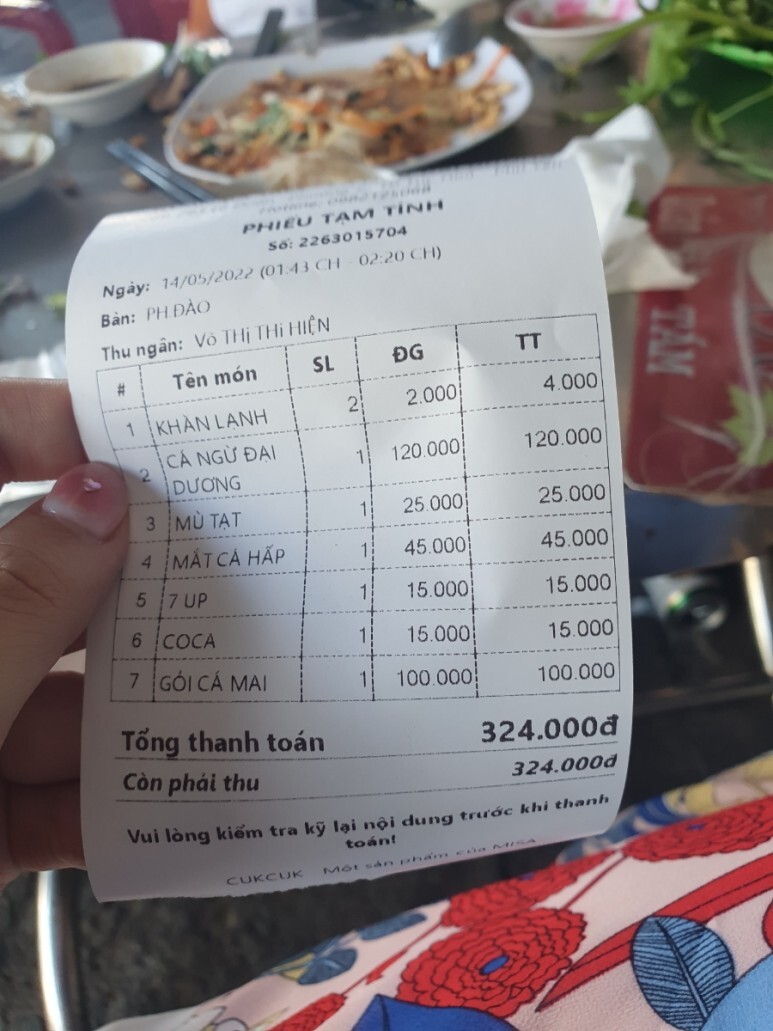 PHIẾU TẠM TÍNH
Số: 2263015704
Ngày: 14/05/2022 (01:43 CH - 02:20 CH)
Bàn: PH.ĐÀO
Thu ngân: Võ THị THị HIỆN
# Tên món SL ĐG TT
1 KHĂN LẠNH 2 2.000 4.000
2 CÁ NGỪ ĐẠI DƯƠNG 1 120.000 120.000
3 MÙ TẠT 1 25.000 25.000
4 MẮT CÁ HẤP 1 45.000 45.000
5 7 UP 1 15.000 15.000
6 COCA 1 15.000 15.000
7 GỎI CÁ MAI 1 100.000 100.000
Tổng thanh toán 324.000đ
Còn phải thu 324.000đ
Vui lòng kiểm tra kỹ lại nội dung trước khi thanh
toán!
CUKCUK - Một sản phẩm của MISA
TÁM